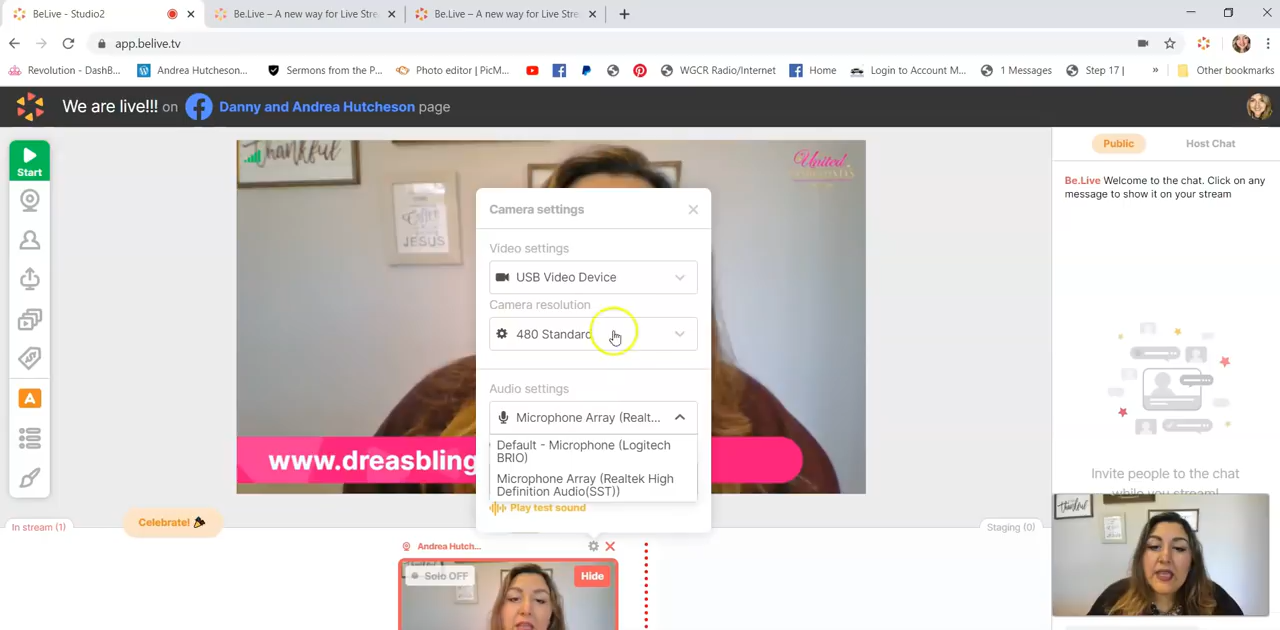 BeLive - Studio2
Be.Live – A new way for Live Stre
Be.Live – A new way for Live Stre
app.belive.tv
Revolution - DashB...
Andrea Hutcheson...
Sermons from the P...
Photo editor | PicM...
WGCR Radio/Internet
Home
Login to Account M...
1 Messages
Step 17 |
»
Other bookmarks
We are live!!! on Danny and Andrea Hutcheson page
Start
A
Thankful
Coffee
JESUS
United
www.dreasbling
Camera settings
Video settings
USB Video Device
Camera resolution
480 Standard
Audio settings
Microphone Array (Realt...
Default - Microphone (Logitech
BRIO)
Microphone Array (Realtek High
Definition Audio(SST))
Play test sound
Public
Host Chat
Be.Live Welcome to the chat. Click on any
message to show it on your stream
Invite people to the chat
while you stream!
In stream (1)
Celebrate!
Staging (0)
Andrea Hutch...
Solo OFF
Hide